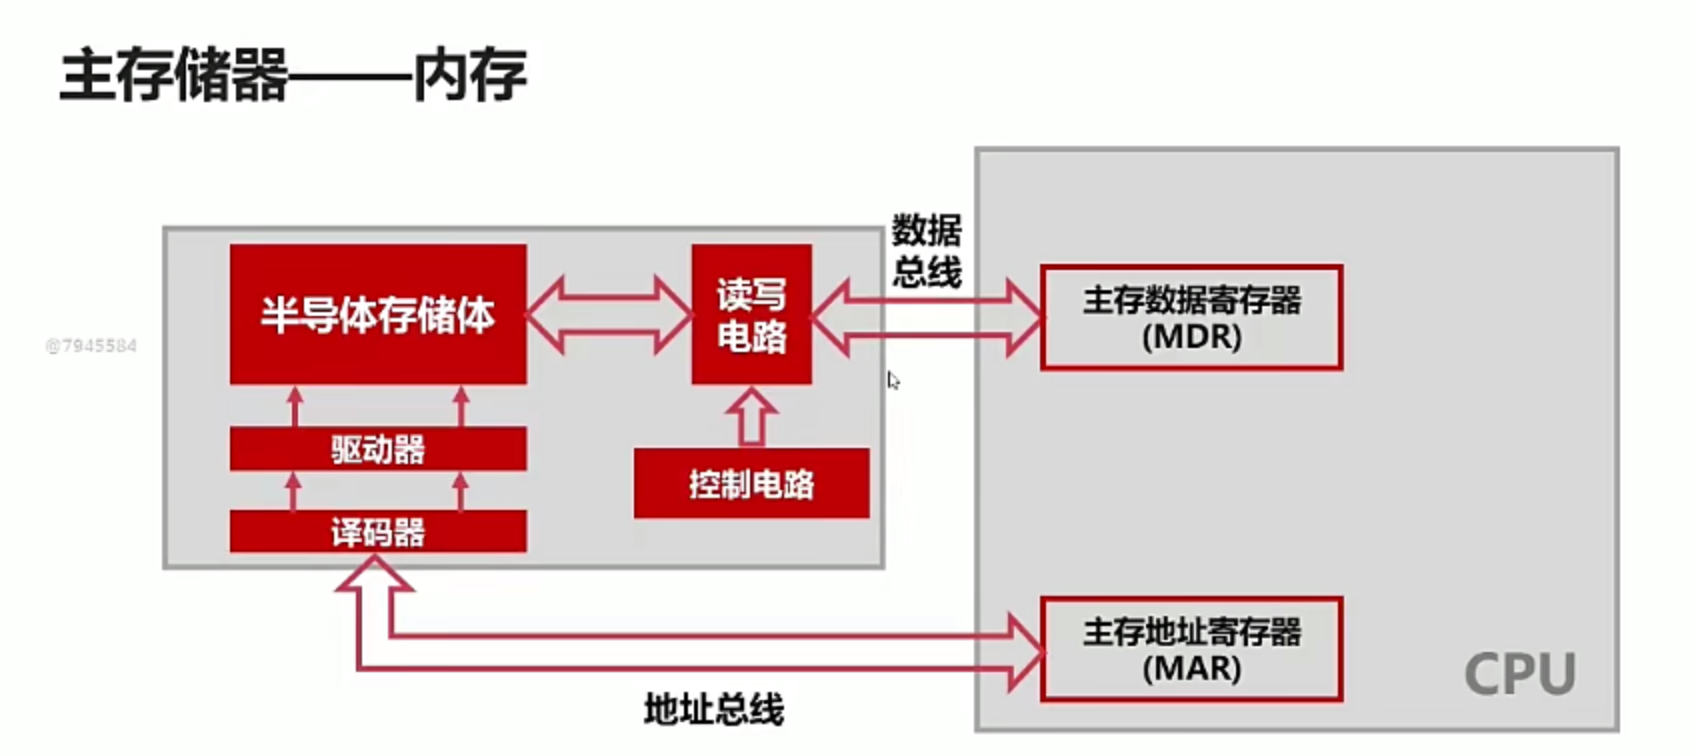 主存储器——内存
数据
总线
半导体存储体
读写
电路
主存数据寄存器
(MDR)
@7945584
驱动器
控制电路
译码器
主存地址寄存器
(MAR)
CPU
地址总线